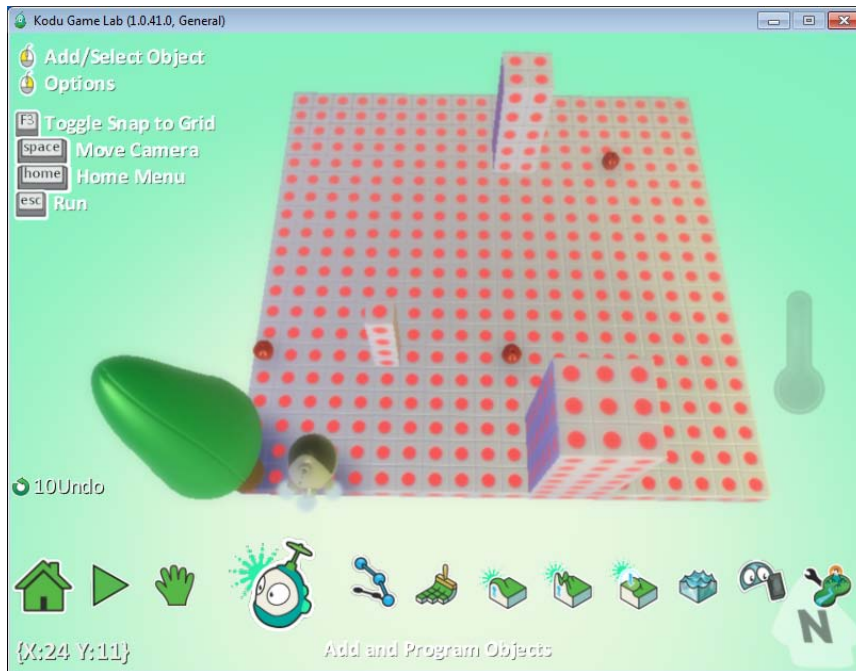 Kodu Game Lab (1.0.41.0, General)
Add/Select Object
Options
F3 Toggle Snap to Grid
space Move Camera
home Home Menu
esc Run
10Undo
{X:24 Y:11}
Add and Program Objects
N